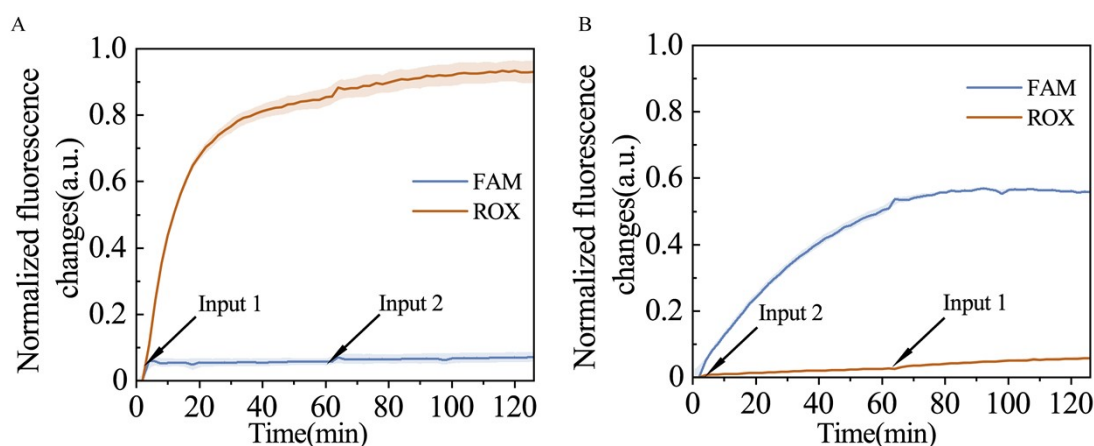 A
Normalized fluorescence
changes(a.u.)
1.0
0.8
0.6
0.4
0.2
0
FAM
ROX
Input 1
Input 2
0 20 40 60 80 100 120
Time(min)
B
Normalized fluorescence
changes(a.u.)
1.0
0.8
0.6
0.4
0.2
0
FAM
ROX
Input 2
Input 1
0 20 40 60 80 100 120
Time(min)